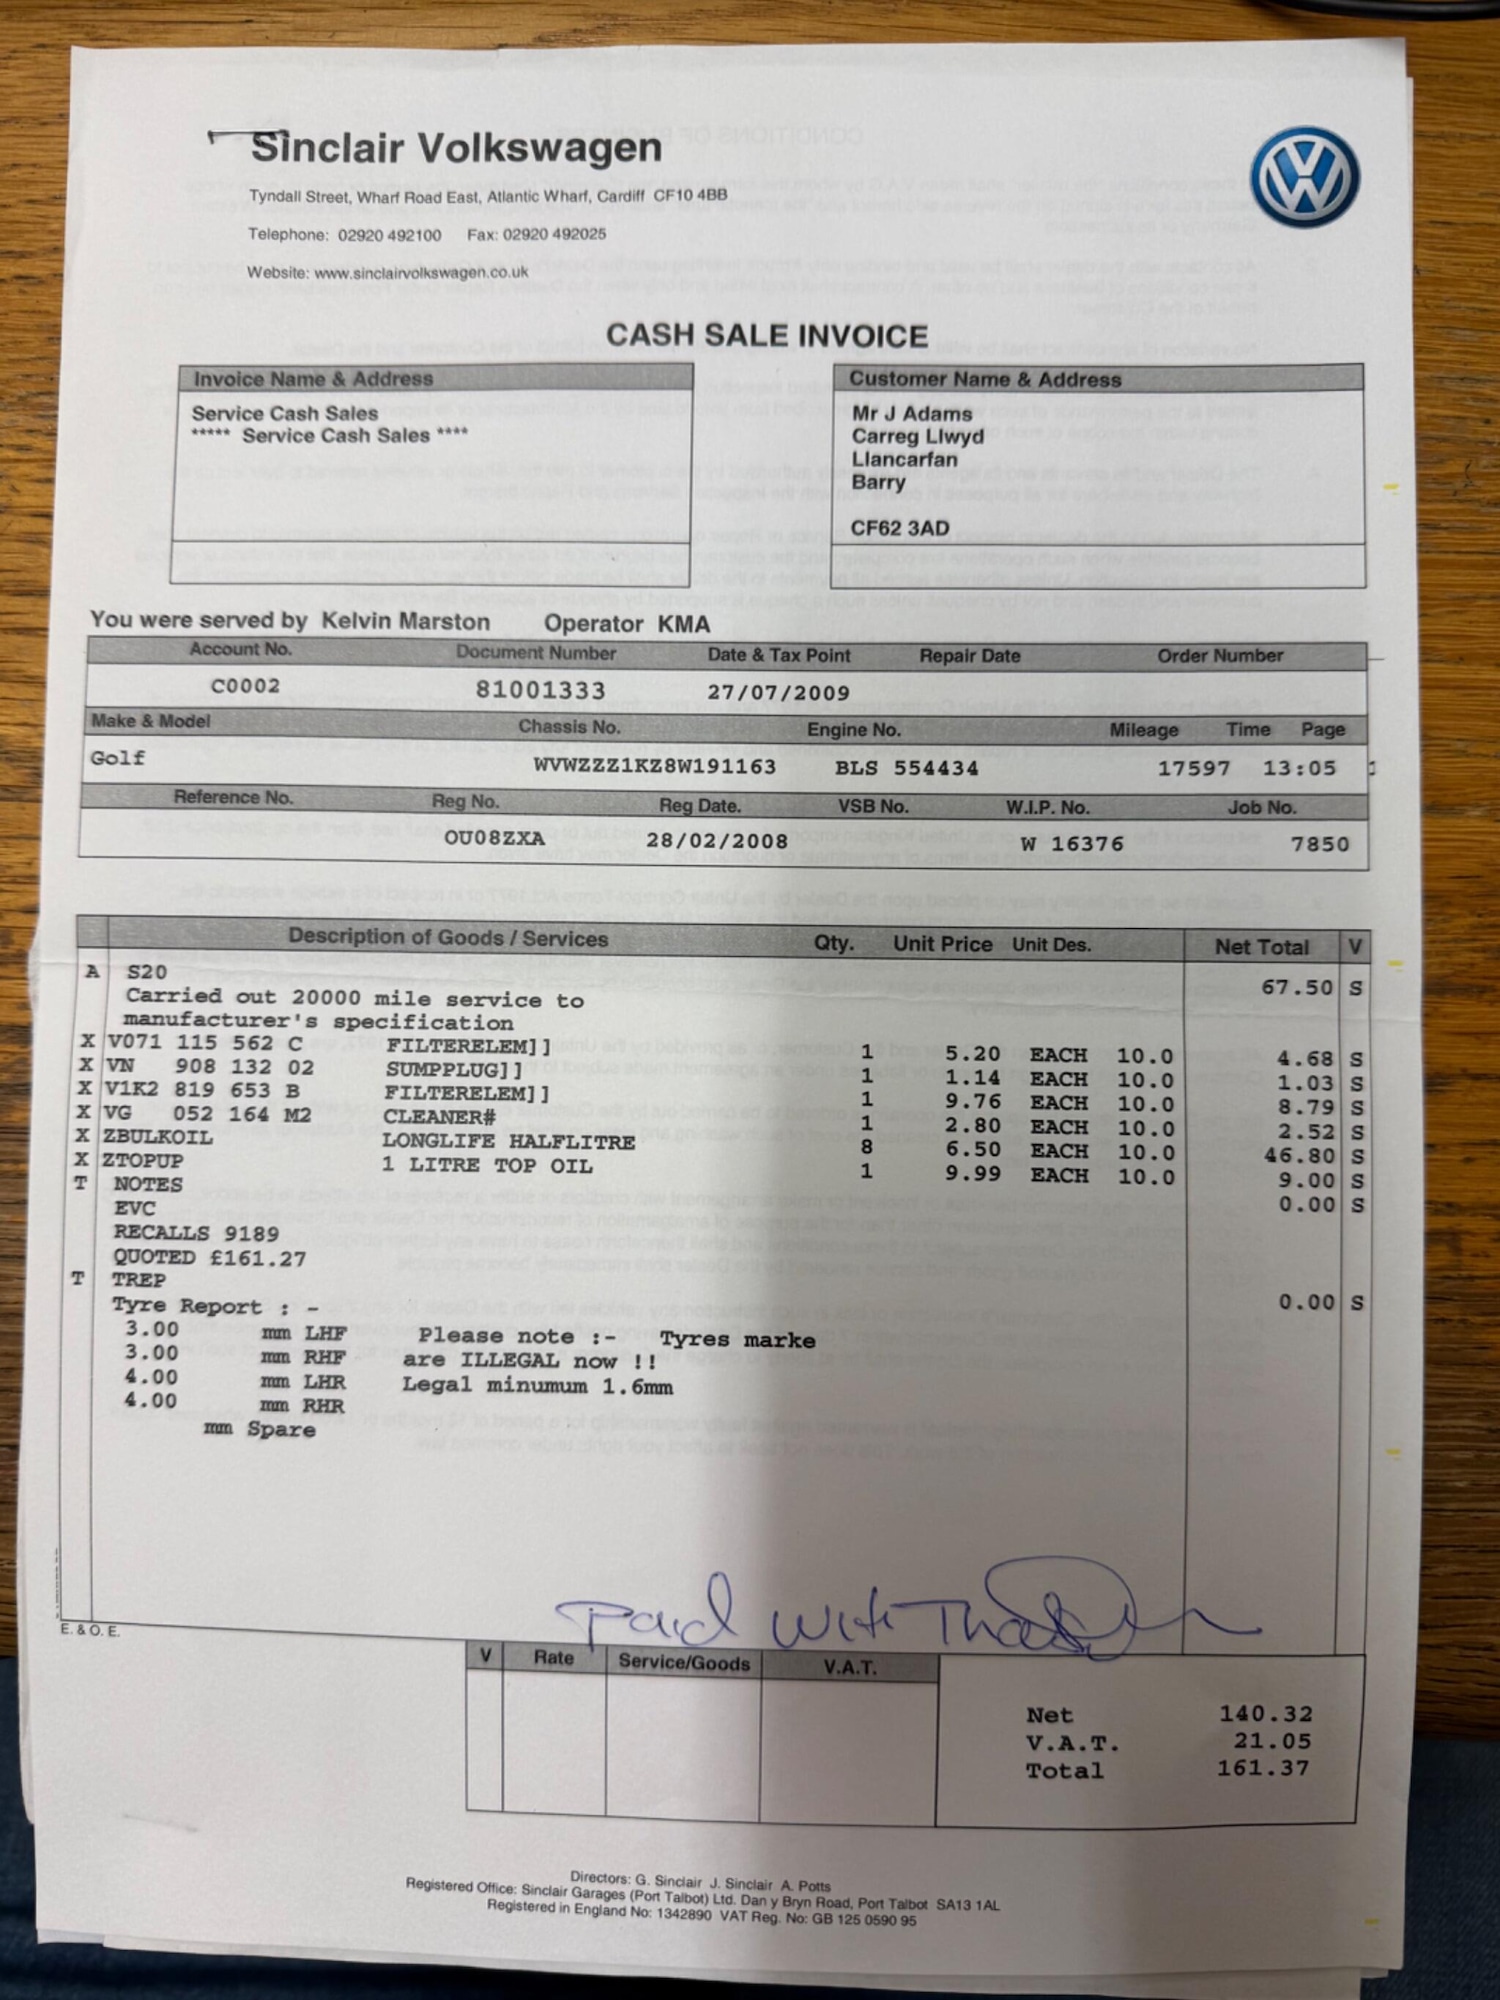 Sinclair Volkswagen
Tyndall Street, Wharf Road East, Atlantic Wharf, Cardiff CF10 4BB
Telephone: 02920 492100 Fax: 02920 492025
Website: www.sinclairvolkswagen.co.uk
CASH SALE INVOICE
Invoice Name & Address
Service Cash Sales
***** Service Cash Sales ****
Customer Name & Address
Mr J Adams
Carreg Llwyd
Llancarfan
Barry
CF62 3AD
You were served by Kelvin Marston Operator KMA
Account No. Document Number Date & Tax Point Repair Date Order Number
C0002 81001333 27/07/2009
Make & Model Chassis No. Engine No. Mileage Time Page
Golf WVWZZZ1KZ8W191163 BLS 554434 17597 13:05
Reference No. Reg No. Reg Date. VSB No. W.I.P. No. Job No.
OU08ZXA 28/02/2008 W 16376 7850
Description of Goods / Services Qty. Unit Price Unit Des. Net Total V
A S20 67.50 S
Carried out 20000 mile service to
manufacturer's specification
X V071 115 562 C FILTERELEM]] 1 5.20 EACH 10.0 4.68 S
X VN 908 132 02 SUMPPLUG]] 1 1.14 EACH 10.0 1.03 S
X V1K2 819 653 B FILTERELEM]] 1 9.76 EACH 10.0 8.79 S
X VG 052 164 M2 CLEANER# 1 2.80 EACH 10.0 2.52 S
X ZBULKOIL LONGLIFE HALFLITRE 8 6.50 EACH 10.0 46.80 S
X ZTOPUP 1 LITRE TOP OIL 1 9.99 EACH 10.0 9.00 S
T NOTES 0.00 S
EVC
RECALLS 9189
QUOTED £161.27
T TREP 0.00 S
Tyre Report : -
3.00 mm LHF Please note :- Tyres marke
3.00 mm RHF are ILLEGAL now !!
4.00 mm LHR Legal minumum 1.6mm
4.00 mm RHR
mm Spare
Paid With Thanks
E. & O. E.
V Rate Service/Goods V.A.T.
Net 140.32
V.A.T. 21.05
Total 161.37
Directors: G. Sinclair J. Sinclair A. Potts
Registered Office: Sinclair Garages (Port Talbot) Ltd. Dan y Bryn Road, Port Talbot SA13 1AL
Registered in England No: 1342890 VAT Reg. No: GB 125 0590 95